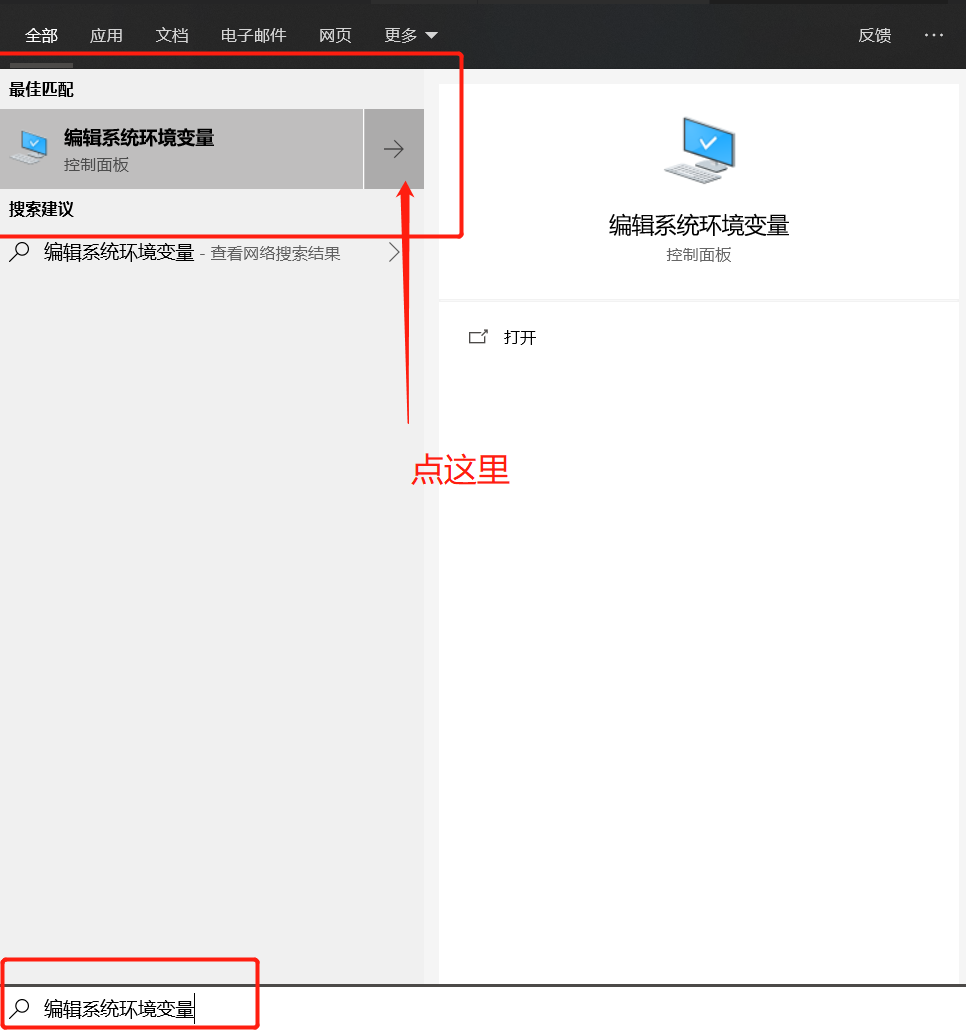 全部 应用 文档 电子邮件 网页 更多 反馈 ···
最佳匹配
编辑系统环境变量
控制面板
搜索建议
编辑系统环境变量 - 查看网络搜索结果
编辑系统环境变量
控制面板
打开
点这里
编辑系统环境变量